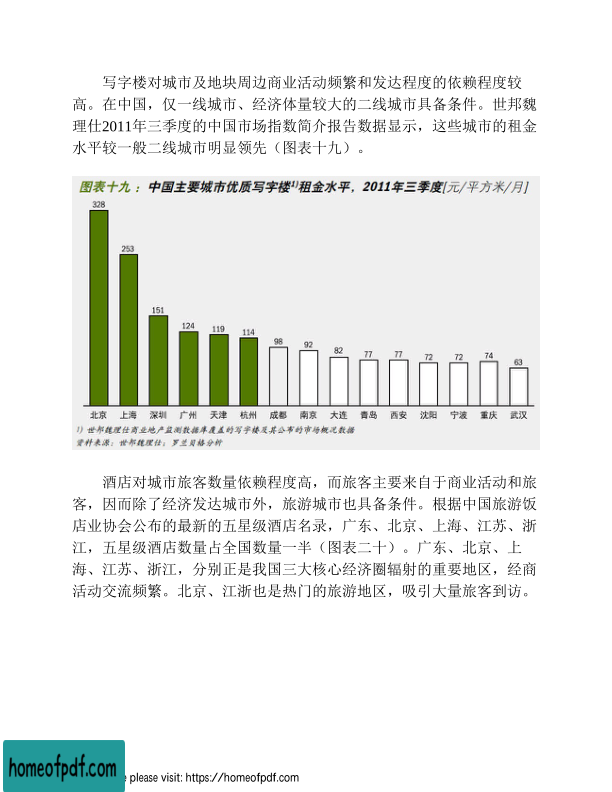 写字楼对城市及地块周边商业活动频繁和发达程度的依赖程度较
高。在中国，仅一线城市、经济体量较大的二线城市具备条件。世邦魏
理仕2011年三季度的中国市场指数简介报告数据显示，这些城市的租金
水平较一般二线城市明显领先（图表十九）。
图表十九：中国主要城市优质写字楼1)租金水平，2011年三季度[元/平方米/月]
328
253
151
124 119 114
98 92 82 77 77 72 72 74 63
北京 上海 深圳 广州 天津 杭州 成都 南京 大连 青岛 西安 沈阳 宁波 重庆 武汉
1) 世邦魏理仕商业地产监测数据库覆盖的写字楼及其公布的市场概况数据
资料来源：世邦魏理仕；罗兰贝格分析
酒店对城市旅客数量依赖程度高，而旅客主要来自于商业活动和旅
客，因而除了经济发达城市外，旅游城市也具备条件。根据中国旅游饭
店业协会公布的最新的五星级酒店名录，广东、北京、上海、江苏、浙
江，五星级酒店数量占全国数量一半（图表二十）。广东、北京、上
海、江苏、浙江，分别正是我国三大核心经济圈辐射的重要地区，经商
活动交流频繁。北京、江浙也是热门的旅游地区，吸引大量旅客到访。
homeofpdf.com
e please visit: https://homeofpdf.com